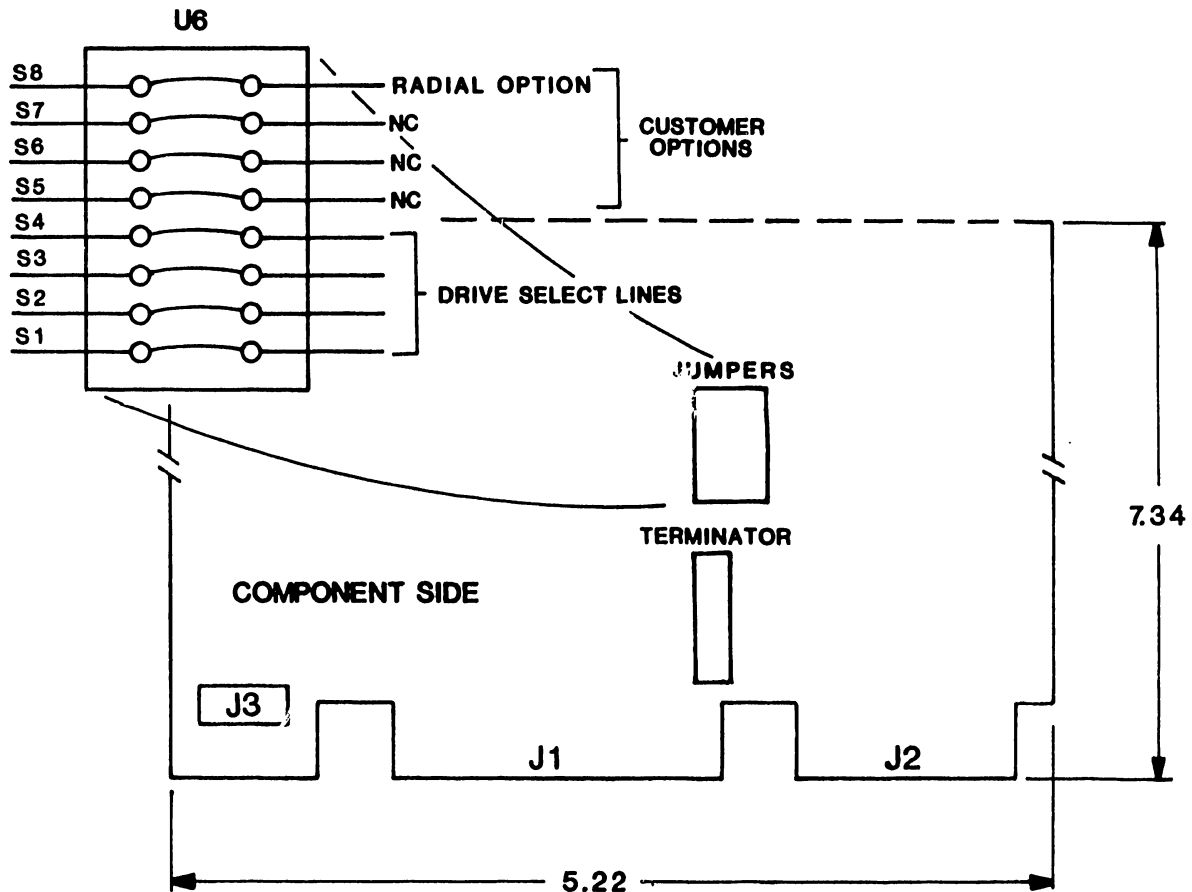 U6
S8
RADIAL OPTION
S7
NC
S6
NC
S5
NC
CUSTOMER
OPTIONS
S4
S3
S2
S1
DRIVE SELECT LINES
JUMPERS
TERMINATOR
7.34
COMPONENT SIDE
J3
J1
J2
5.22